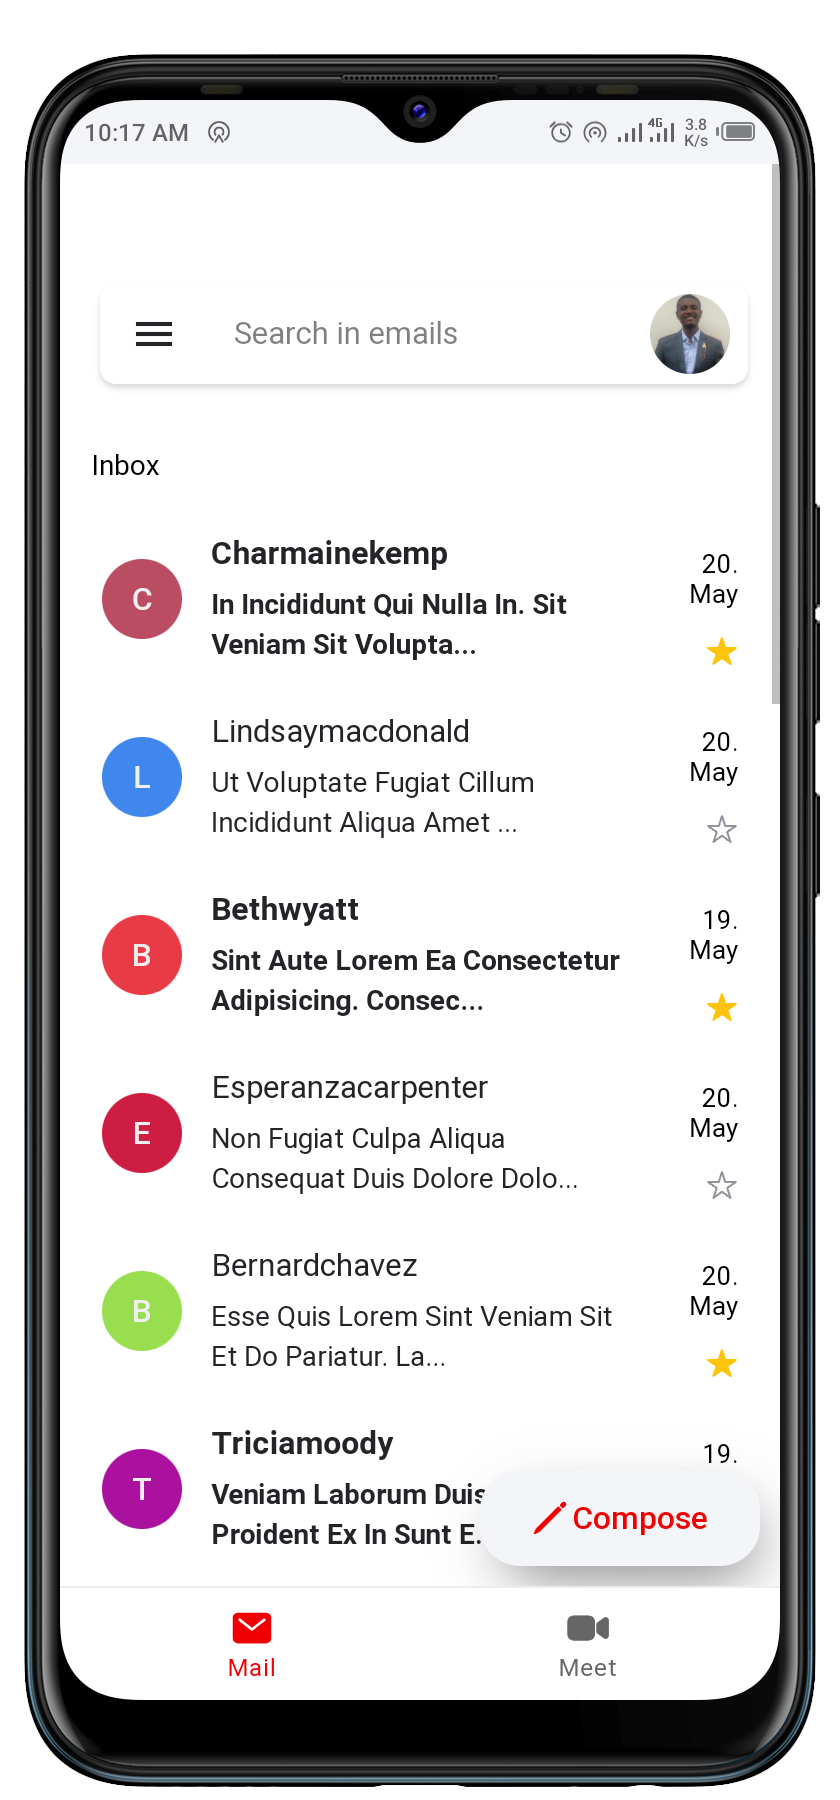 10:17 AM 4G 3.8
K/s
Search in emails
Inbox
Charmainekemp
20.
May
C
In Incididunt Qui Nulla In. Sit
Veniam Sit Volupta...
Lindsaymacdonald
20.
May
L
Ut Voluptate Fugiat Cillum
Incididunt Aliqua Amet ...
Bethwyatt
19.
May
B
Sint Aute Lorem Ea Consectetur
Adipisicing. Consec...
Esperanzacarpenter
20.
May
E
Non Fugiat Culpa Aliqua
Consequat Duis Dolore Dolo...
Bernardchavez
20.
May
B
Esse Quis Lorem Sint Veniam Sit
Et Do Pariatur. La...
Triciamoody
19.
T
Veniam Laborum Duis
Proident Ex In Sunt E.
Compose
Mail
Meet